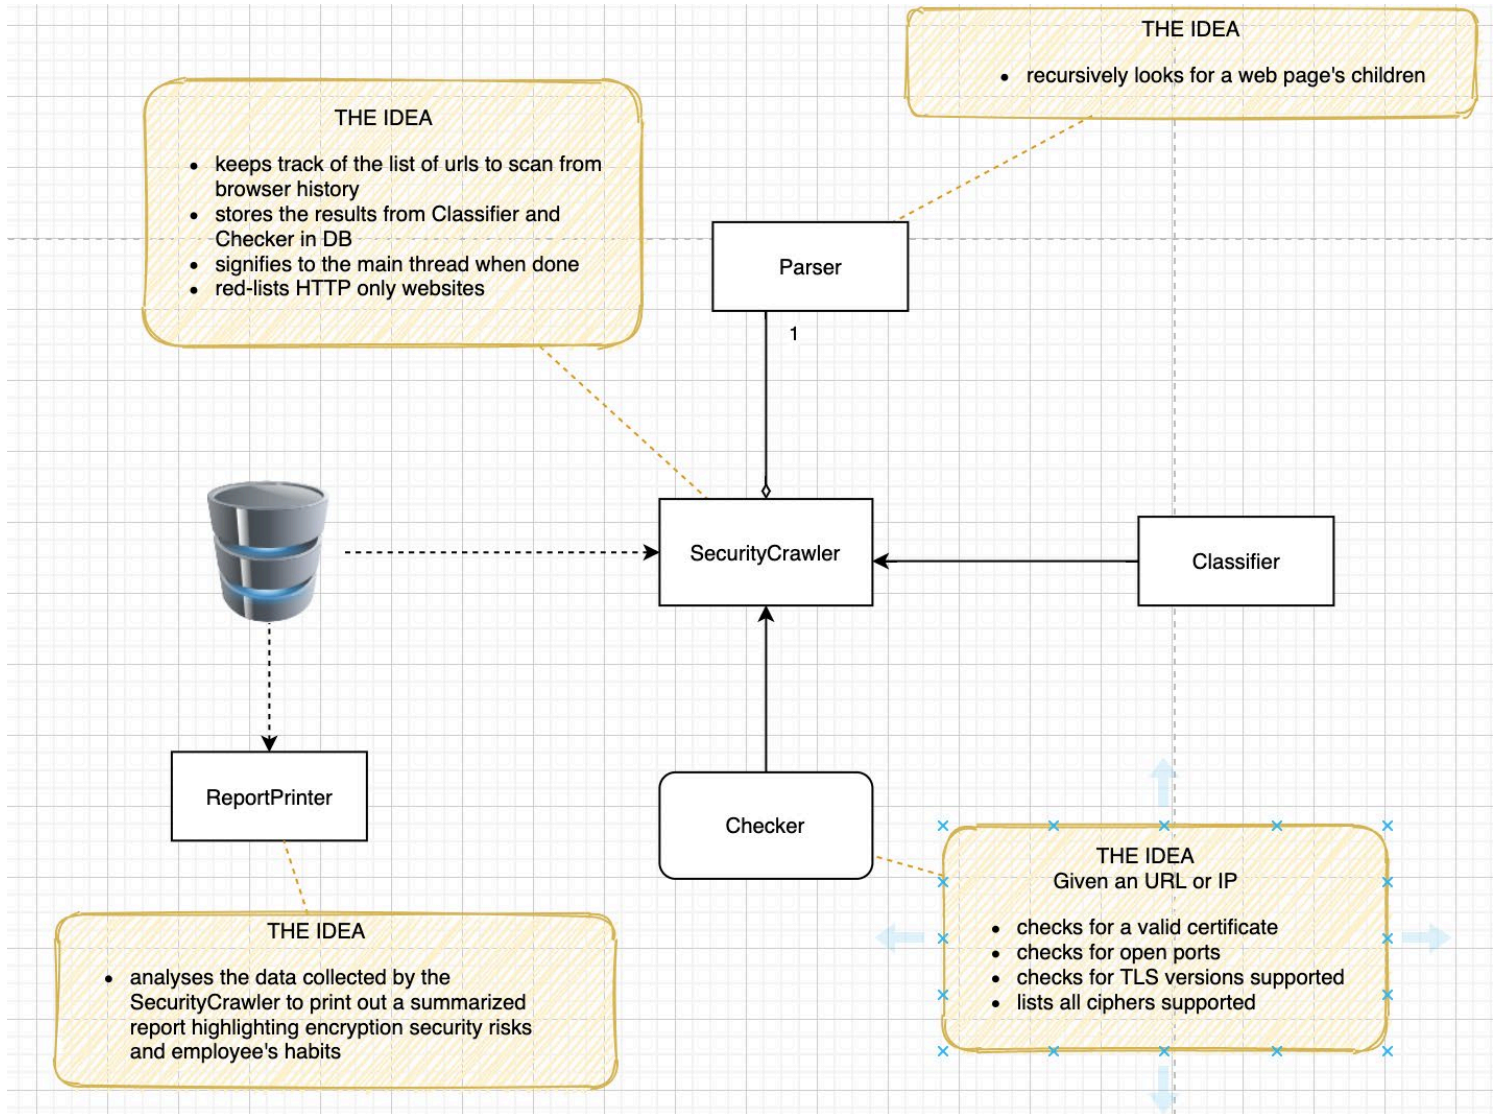 THE IDEA
• recursively looks for a web page's children
THE IDEA
• keeps track of the list of urls to scan from
browser history
• stores the results from Classifier and
Checker in DB
• signifies to the main thread when done
• red-lists HTTP only websites
Parser
1
SecurityCrawler
Classifier
ReportPrinter
Checker
THE IDEA
Given an URL or IP
• checks for a valid certificate
• checks for open ports
• checks for TLS versions supported
• lists all ciphers supported
THE IDEA
• analyses the data collected by the
SecurityCrawler to print out a summarized
report highlighting encryption security risks
and employee's habits